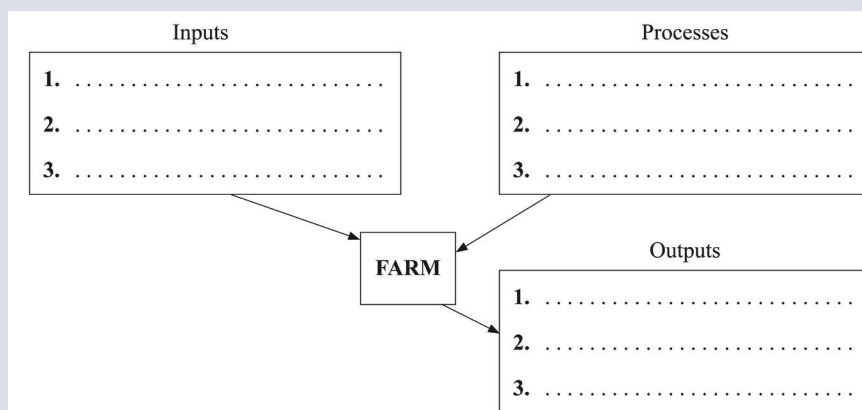 Inputs
1. . . . . . . . . . . . . . . . . . . . . . . . . . . .
2. . . . . . . . . . . . . . . . . . . . . . . . . . . .
3. . . . . . . . . . . . . . . . . . . . . . . . . . . .
Processes
1. . . . . . . . . . . . . . . . . . . . . . . . . . . .
2. . . . . . . . . . . . . . . . . . . . . . . . . . . .
3. . . . . . . . . . . . . . . . . . . . . . . . . . . .
FARM
Outputs
1. . . . . . . . . . . . . . . . . . . . . . . . . . . .
2. . . . . . . . . . . . . . . . . . . . . . . . . . . .
3. . . . . . . . . . . . . . . . . . . . . . . . . . . .